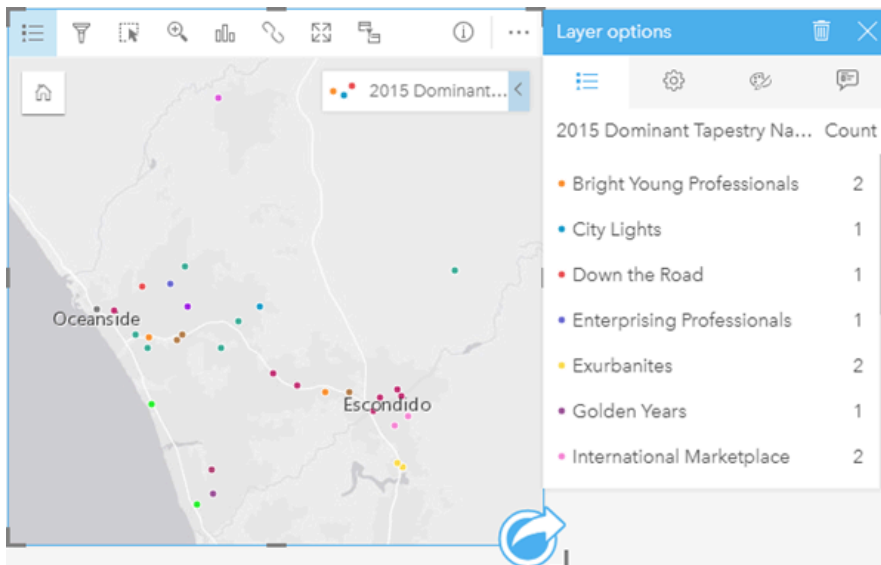 2015 Dominant...
Oceanside
Escondido
Layer options
2015 Dominant Tapestry Na... Count
Bright Young Professionals 2
City Lights 1
Down the Road 1
Enterprising Professionals 1
Exurbanites 2
Golden Years 1
International Marketplace 2